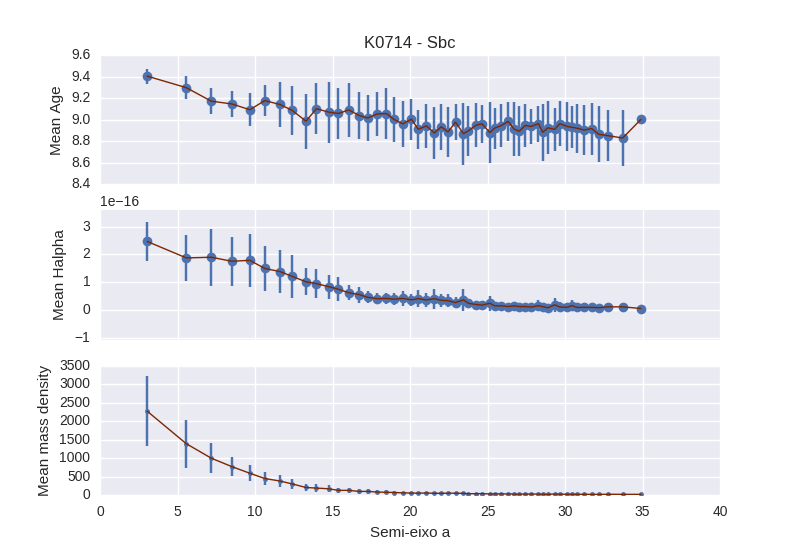 K0714 - Sbc
9.6
9.4
9.2
9.0
8.8
8.6
8.4
Mean Age
1e−16
3
2
1
0
−1
Mean Halpha
3500
3000
2500
2000
1500
1000
500
0
Mean mass density
0 5 10 15 20 25 30 35 40
Semi-eixo a